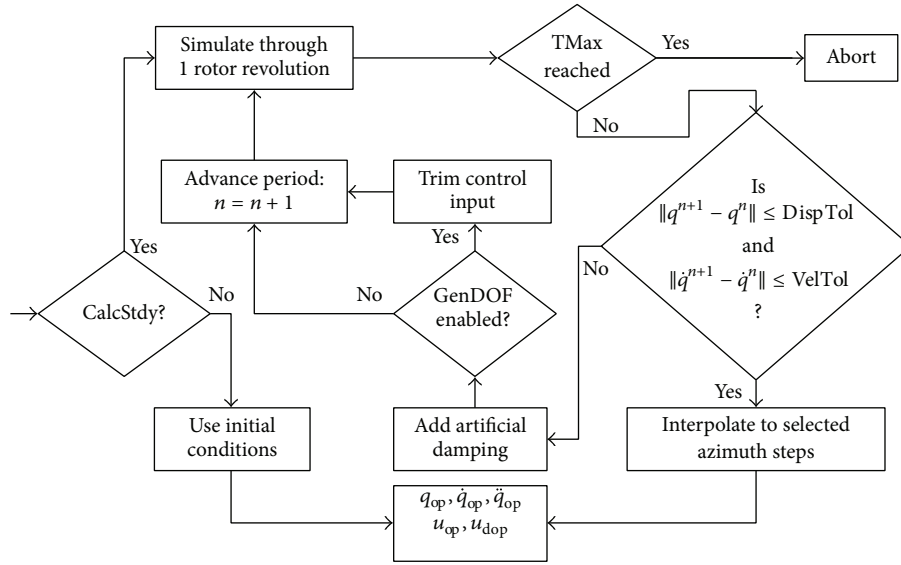 Simulate through
1 rotor revolution
TMax
reached
Yes
Abort
No
Advance period:
n = n + 1
Trim control
input
Is
‖qⁿ⁺¹ − qⁿ‖ ≤ DispTol
and
‖q̇ⁿ⁺¹ − q̇ⁿ‖ ≤ VelTol
?
Yes
No
Yes
No
CalcStdy?
No
GenDOF
enabled?
Yes
Use initial
conditions
Add artificial
damping
Interpolate to selected
azimuth steps
q_op, q̇_op, q̈_op
u_op, u_dop